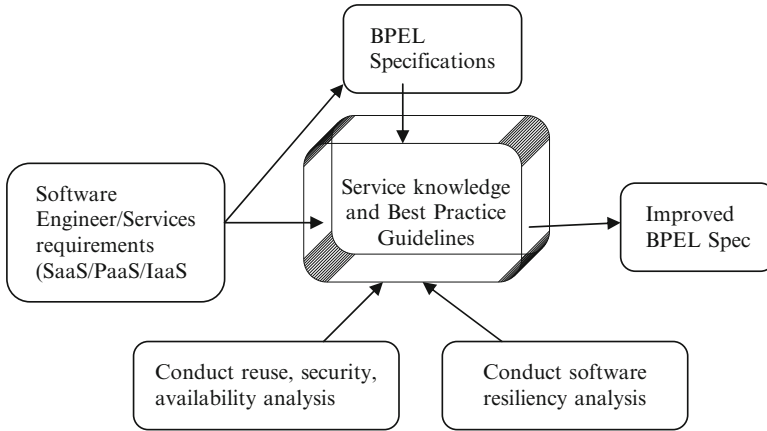 BPEL
Specifications
Software
Engineer/Services
requirements
(SaaS/PaaS/IaaS
Service knowledge
and Best Practice
Guidelines
Improved
BPEL Spec
Conduct reuse, security,
availability analysis
Conduct software
resiliency analysis